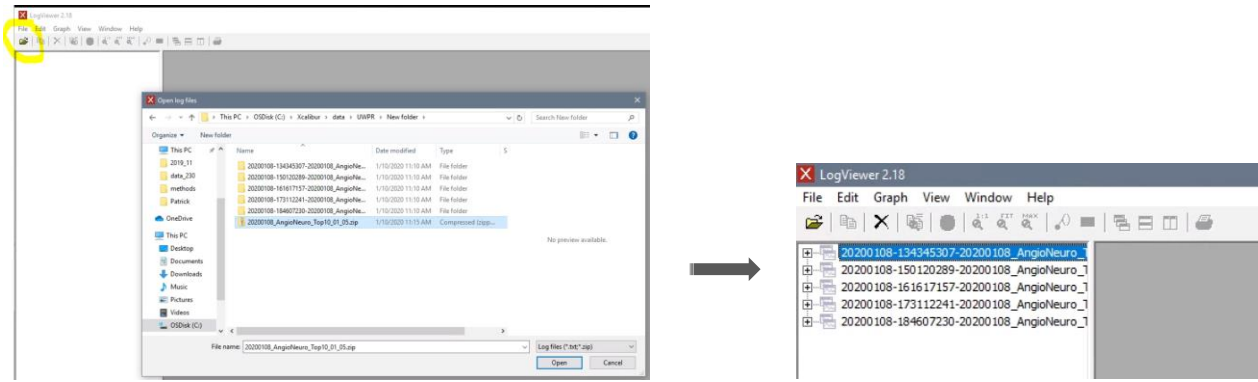 LogViewer 2.18
File Edit Graph View Window Help
Open log files
This PC > OSDisk (C:) > Xcalibur > data > UWPR > New folder >
Search New folder
Organize New folder
Name Date modified Type S
This PC
2019_11
data_230
methods
Patrick
OneDrive
This PC
Desktop
Documents
Downloads
Music
Pictures
Videos
OSDisk (C:)
20200108-134345307-20200108_AngioNe... 1/10/2020 11:10 AM File folder
20200108-150120289-20200108_AngioNe... 1/10/2020 11:10 AM File folder
20200108-161617157-20200108_AngioNe... 1/10/2020 11:10 AM File folder
20200108-173112241-20200108_AngioNe... 1/10/2020 11:10 AM File folder
20200108-184607230-20200108_AngioNe... 1/10/2020 11:10 AM File folder
20200108_AngioNeuro_Top10_01_05.zip 1/10/2020 11:15 AM Compressed (zipp...
No preview available.
File name: 20200108_AngioNeuro_Top10_01_05.zip
Log files (*.txt;*.zip)
Open Cancel
LogViewer 2.18
File Edit Graph View Window Help
1:1 FIT MAX
20200108-134345307-20200108_AngioNeuro_T
20200108-150120289-20200108_AngioNeuro_T
20200108-161617157-20200108_AngioNeuro_T
20200108-173112241-20200108_AngioNeuro_T
20200108-184607230-20200108_AngioNeuro_T